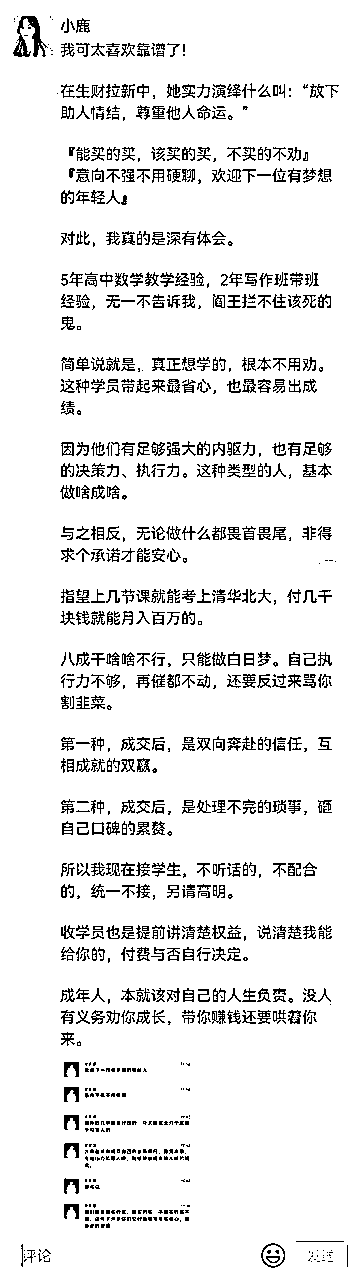 小鹿
我可太喜欢靠谱了！
在生财拉新中，她实力演绎什么叫：“放下
助人情结，尊重他人命运。”
『能买的买，该买的买，不买的不劝』
『意向不强不用硬聊，欢迎下一位有梦想
的年轻人』
对此，我真的是深有体会。
5年高中数学教学经验，2年写作班带班
经验，无一不告诉我，阎王拦不住该死的
鬼。
简单说就是，真正想学的，根本不用劝。
这种学员带起来最省心，也最容易出成
绩。
因为他们有足够强大的内驱力，也有足够
的决策力、执行力。这种类型的人，基本
做啥成啥。
与之相反，无论做什么都畏首畏尾，非得
求个承诺才能安心。
指望上几节课就能考上清华北大，付几千
块钱就能月入百万的。
八成干啥啥不行，只能做白日梦。自己执
行力不够，再催都不动，还要反过来骂你
割韭菜。
第一种，成交后，是双向奔赴的信任，互
相成就的双赢。
第二种，成交后，是处理不完的琐事，砸
自己口碑的累赘。
所以我现在接学生，不听话的，不配合
的，统一不接，另请高明。
收学员也是提前讲清楚权益，说清楚我能
给你的，付费与否自行决定。
成年人，本就该对自己的人生负责。没人
有义务劝你成长，带你赚钱还要哄着你
来。
评论
发送